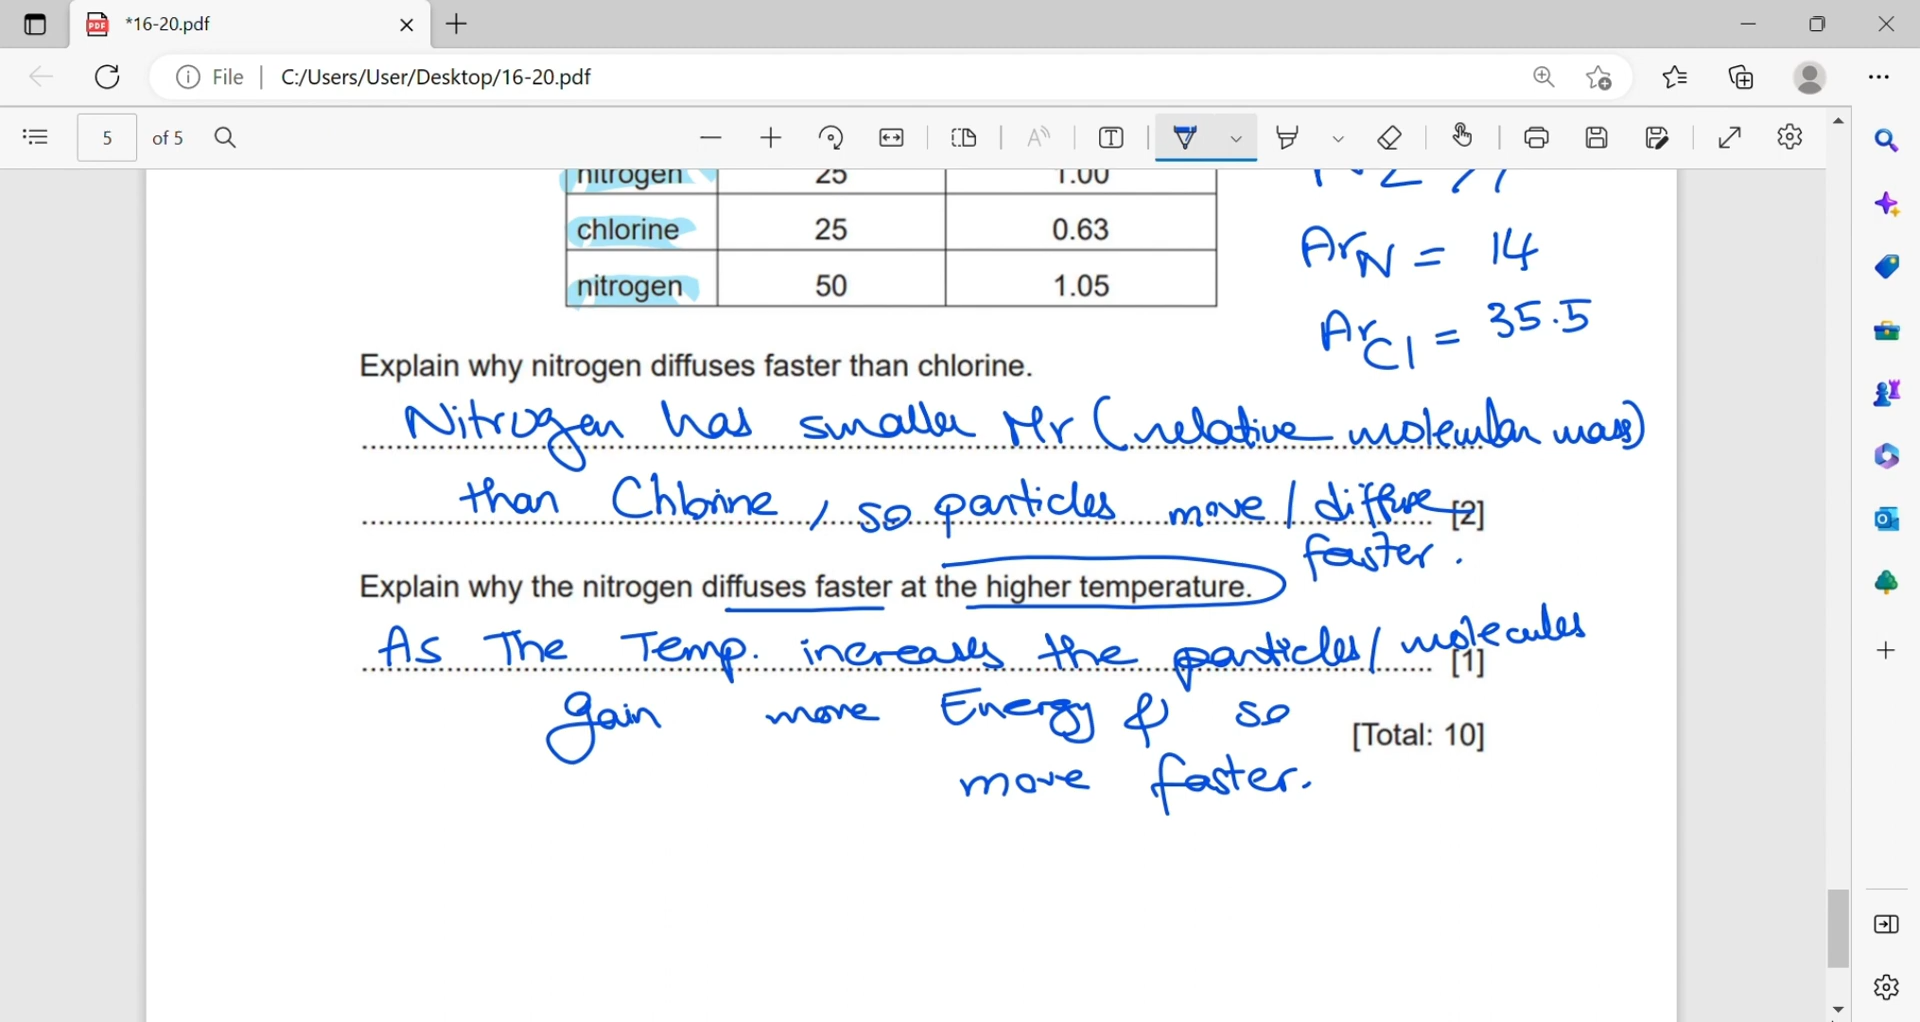 *16-20.pdf
File | C:/Users/User/Desktop/16-20.pdf
5 of 5
nitrogen 25 1.00
chlorine 25 0.63
nitrogen 50 1.05
ArN = 14
ArCl = 35.5
Explain why nitrogen diffuses faster than chlorine.
Nitrogen has smaller Mr (relative molecular mass)
than Chlorine, so particles move / diffuse [2]
faster.
Explain why the nitrogen diffuses faster at the higher temperature.
As The Temp. increases the particles/ molecules [1]
gain more Energy & so
move faster.
[Total: 10]